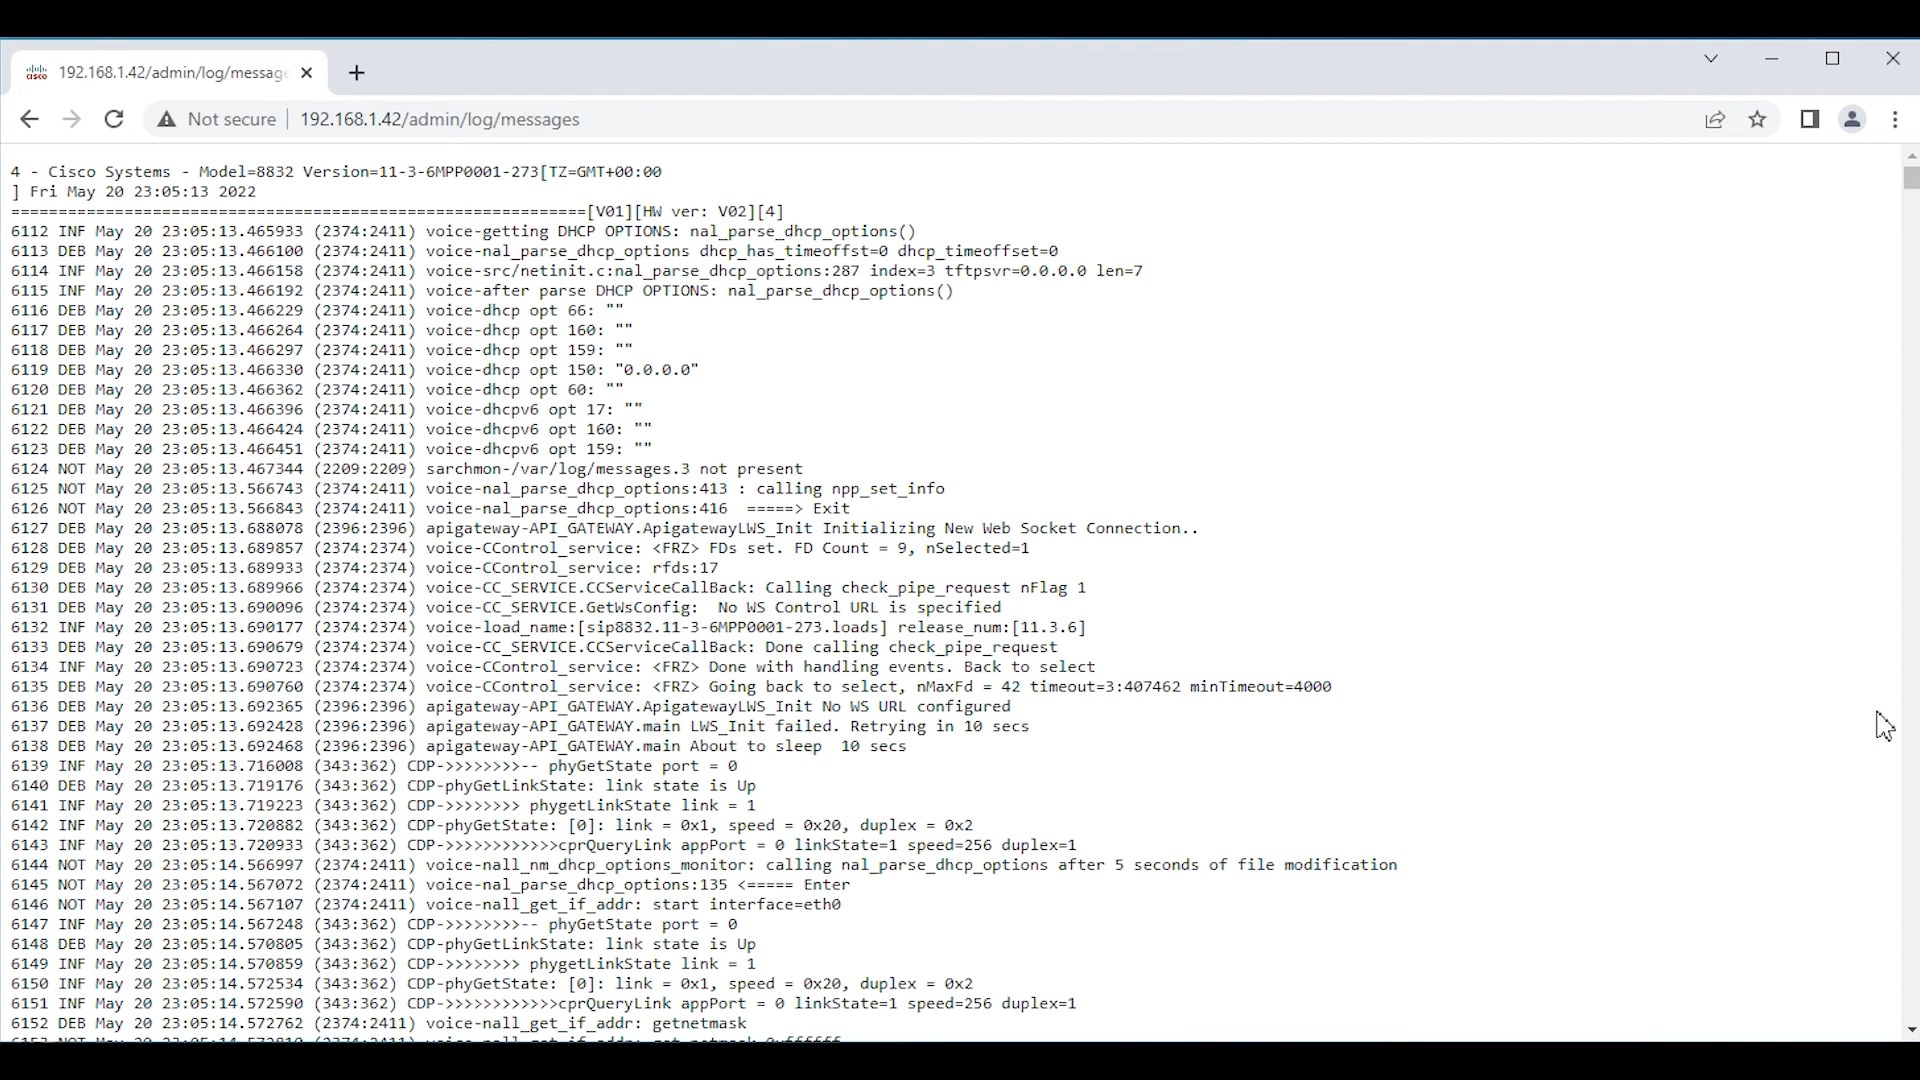 cisco 192.168.1.42/admin/log/message
Not secure 192.168.1.42/admin/log/messages
4 - Cisco Systems - Model=8832 Version=11-3-6MPP0001-273[TZ=GMT+00:00
] Fri May 20 23:05:13 2022
=============================================================[V01][HW ver: V02][4]
6112 INF May 20 23:05:13.465933 (2374:2411) voice-getting DHCP OPTIONS: nal_parse_dhcp_options()
6113 DEB May 20 23:05:13.466100 (2374:2411) voice-nal_parse_dhcp_options dhcp_has_timeoffst=0 dhcp_timeoffset=0
6114 INF May 20 23:05:13.466158 (2374:2411) voice-src/netinit.c:nal_parse_dhcp_options:287 index=3 tftpsvr=0.0.0.0 len=7
6115 INF May 20 23:05:13.466192 (2374:2411) voice-after parse DHCP OPTIONS: nal_parse_dhcp_options()
6116 DEB May 20 23:05:13.466229 (2374:2411) voice-dhcp opt 66: ""
6117 DEB May 20 23:05:13.466264 (2374:2411) voice-dhcp opt 160: ""
6118 DEB May 20 23:05:13.466297 (2374:2411) voice-dhcp opt 159: ""
6119 DEB May 20 23:05:13.466330 (2374:2411) voice-dhcp opt 150: "0.0.0.0"
6120 DEB May 20 23:05:13.466362 (2374:2411) voice-dhcp opt 60: ""
6121 DEB May 20 23:05:13.466396 (2374:2411) voice-dhcpv6 opt 17: ""
6122 DEB May 20 23:05:13.466424 (2374:2411) voice-dhcpv6 opt 160: ""
6123 DEB May 20 23:05:13.466451 (2374:2411) voice-dhcpv6 opt 159: ""
6124 NOT May 20 23:05:13.467344 (2209:2209) sarchmon-/var/log/messages.3 not present
6125 NOT May 20 23:05:13.566743 (2374:2411) voice-nal_parse_dhcp_options:413 : calling npp_set_info
6126 NOT May 20 23:05:13.566843 (2374:2411) voice-nal_parse_dhcp_options:416  =====> Exit
6127 DEB May 20 23:05:13.688078 (2396:2396) apigateway-API_GATEWAY.ApigatewayLWS_Init Initializing New Web Socket Connection..
6128 DEB May 20 23:05:13.689857 (2374:2374) voice-CControl_service: <FRZ> FDs set. FD Count = 9, nSelected=1
6129 DEB May 20 23:05:13.689933 (2374:2374) voice-CControl_service: rfds:17
6130 DEB May 20 23:05:13.689966 (2374:2374) voice-CC_SERVICE.CCServiceCallBack: Calling check_pipe_request nFlag 1
6131 DEB May 20 23:05:13.690096 (2374:2374) voice-CC_SERVICE.GetWsConfig:  No WS Control URL is specified
6132 INF May 20 23:05:13.690177 (2374:2374) voice-load_name:[sip8832.11-3-6MPP0001-273.loads] release_num:[11.3.6]
6133 DEB May 20 23:05:13.690679 (2374:2374) voice-CC_SERVICE.CCServiceCallBack: Done calling check_pipe_request
6134 INF May 20 23:05:13.690723 (2374:2374) voice-CControl_service: <FRZ> Done with handling events. Back to select
6135 DEB May 20 23:05:13.690760 (2374:2374) voice-CControl_service: <FRZ> Going back to select, nMaxFd = 42 timeout=3:407462 minTimeout=4000
6136 DEB May 20 23:05:13.692365 (2396:2396) apigateway-API_GATEWAY.ApigatewayLWS_Init No WS URL configured
6137 DEB May 20 23:05:13.692428 (2396:2396) apigateway-API_GATEWAY.main LWS_Init failed. Retrying in 10 secs
6138 DEB May 20 23:05:13.692468 (2396:2396) apigateway-API_GATEWAY.main About to sleep  10 secs
6139 INF May 20 23:05:13.716008 (343:362) CDP->>>>>>>>-- phyGetState port = 0
6140 DEB May 20 23:05:13.719176 (343:362) CDP-phyGetLinkState: link state is Up
6141 INF May 20 23:05:13.719223 (343:362) CDP->>>>>>>> phygetLinkState link = 1
6142 INF May 20 23:05:13.720882 (343:362) CDP-phyGetState: [0]: link = 0x1, speed = 0x20, duplex = 0x2
6143 INF May 20 23:05:13.720933 (343:362) CDP->>>>>>>>>>>>cprQueryLink appPort = 0 linkState=1 speed=256 duplex=1
6144 NOT May 20 23:05:14.566997 (2374:2411) voice-nall_nm_dhcp_options_monitor: calling nal_parse_dhcp_options after 5 seconds of file modification
6145 NOT May 20 23:05:14.567072 (2374:2411) voice-nal_parse_dhcp_options:135 <===== Enter
6146 NOT May 20 23:05:14.567107 (2374:2411) voice-nall_get_if_addr: start interface=eth0
6147 INF May 20 23:05:14.567248 (343:362) CDP->>>>>>>>-- phyGetState port = 0
6148 DEB May 20 23:05:14.570805 (343:362) CDP-phyGetLinkState: link state is Up
6149 INF May 20 23:05:14.570859 (343:362) CDP->>>>>>>> phygetLinkState link = 1
6150 INF May 20 23:05:14.572534 (343:362) CDP-phyGetState: [0]: link = 0x1, speed = 0x20, duplex = 0x2
6151 INF May 20 23:05:14.572590 (343:362) CDP->>>>>>>>>>>>cprQueryLink appPort = 0 linkState=1 speed=256 duplex=1
6152 DEB May 20 23:05:14.572762 (2374:2411) voice-nall_get_if_addr: getnetmask